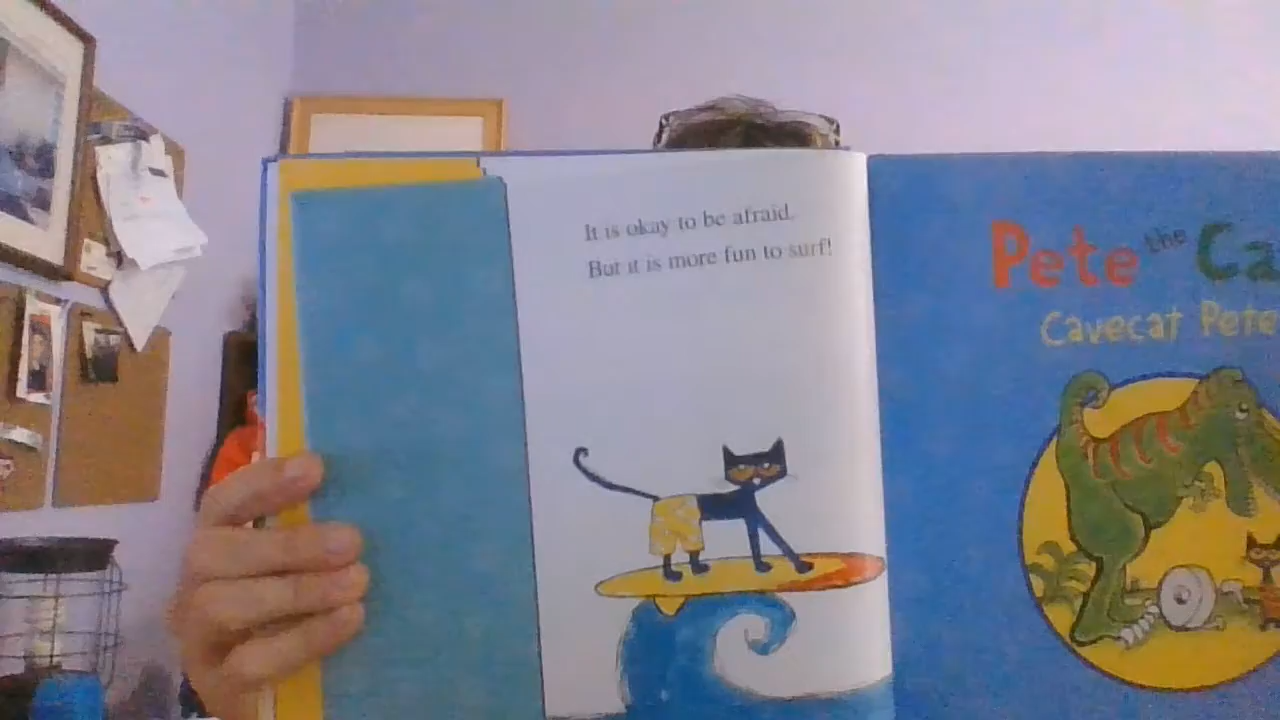 It is okay to be afraid.
But it is more fun to surf!
Pete the Ca
Cavecat Pete